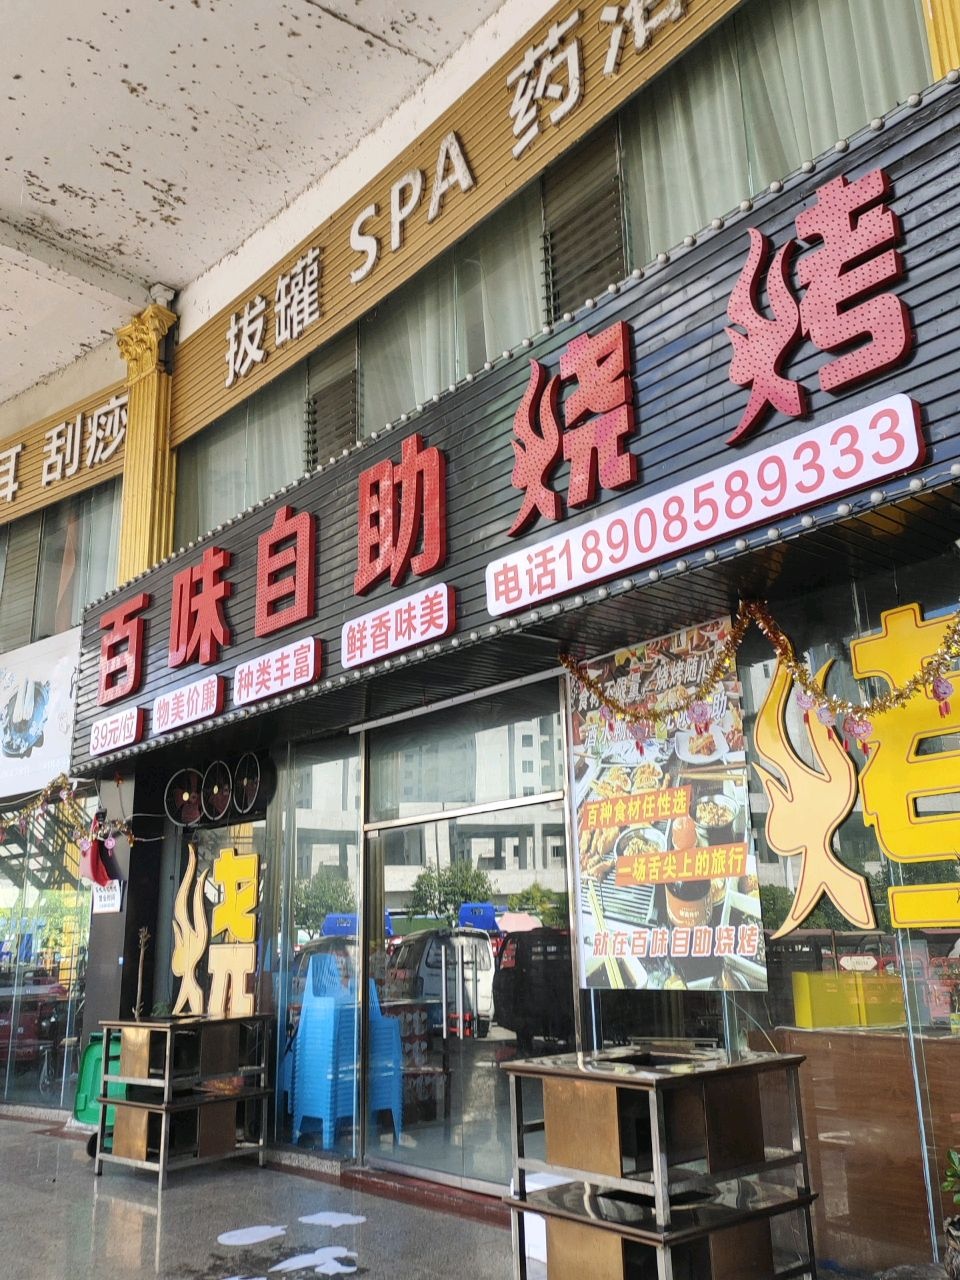 拔罐 SPA 药浴
耳 刮痧
百味自助烧烤
电话18908589333
39元/位 物美价廉 种类丰富 鲜香味美
百种食材任性选
一场舌尖上的旅行
就在百味自助烧烤
烧
烤